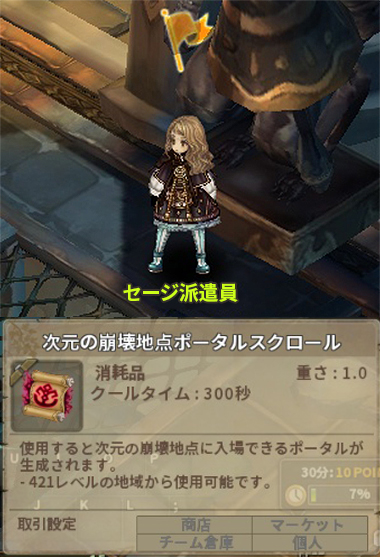 セージ派遣員
次元の崩壊地点ポータルスクロール
消耗品 重さ : 1.0
クールタイム : 300秒
使用すると次元の崩壊地点に入場できるポータルが
生成されます。
- 421レベルの地域から使用可能です。
30分: 10 POI
7%
J K L ;
取引設定 商店 マーケット
チーム倉庫 個人